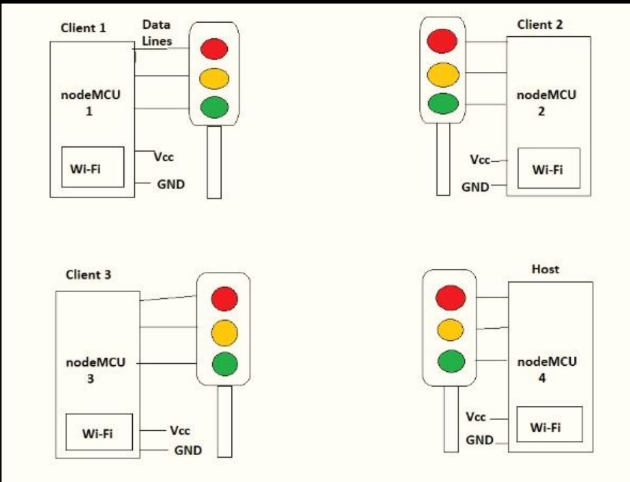 Client 1
Data
Lines
nodeMCU
1
Wi-Fi
Vcc
GND
Client 2
nodeMCU
2
Wi-Fi
Vcc
GND
Client 3
nodeMCU
3
Wi-Fi
Vcc
GND
Host
nodeMCU
4
Wi-Fi
Vcc
GND